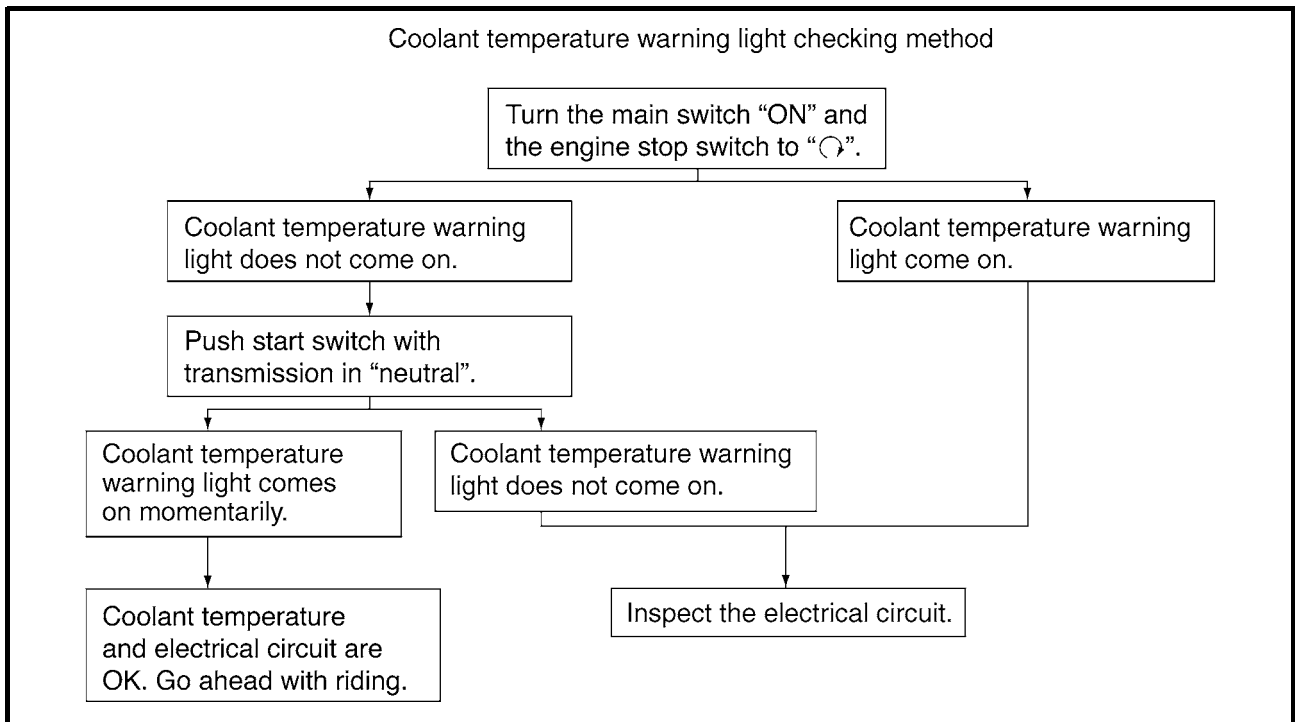 Coolant temperature warning light checking method
Turn the main switch “ON” and
the engine stop switch to “”.
Coolant temperature warning
light does not come on.
Coolant temperature warning
light come on.
Push start switch with
transmission in “neutral”.
Coolant temperature
warning light comes
on momentarily.
Coolant temperature warning
light does not come on.
Coolant temperature
and electrical circuit are
OK. Go ahead with riding.
Inspect the electrical circuit.